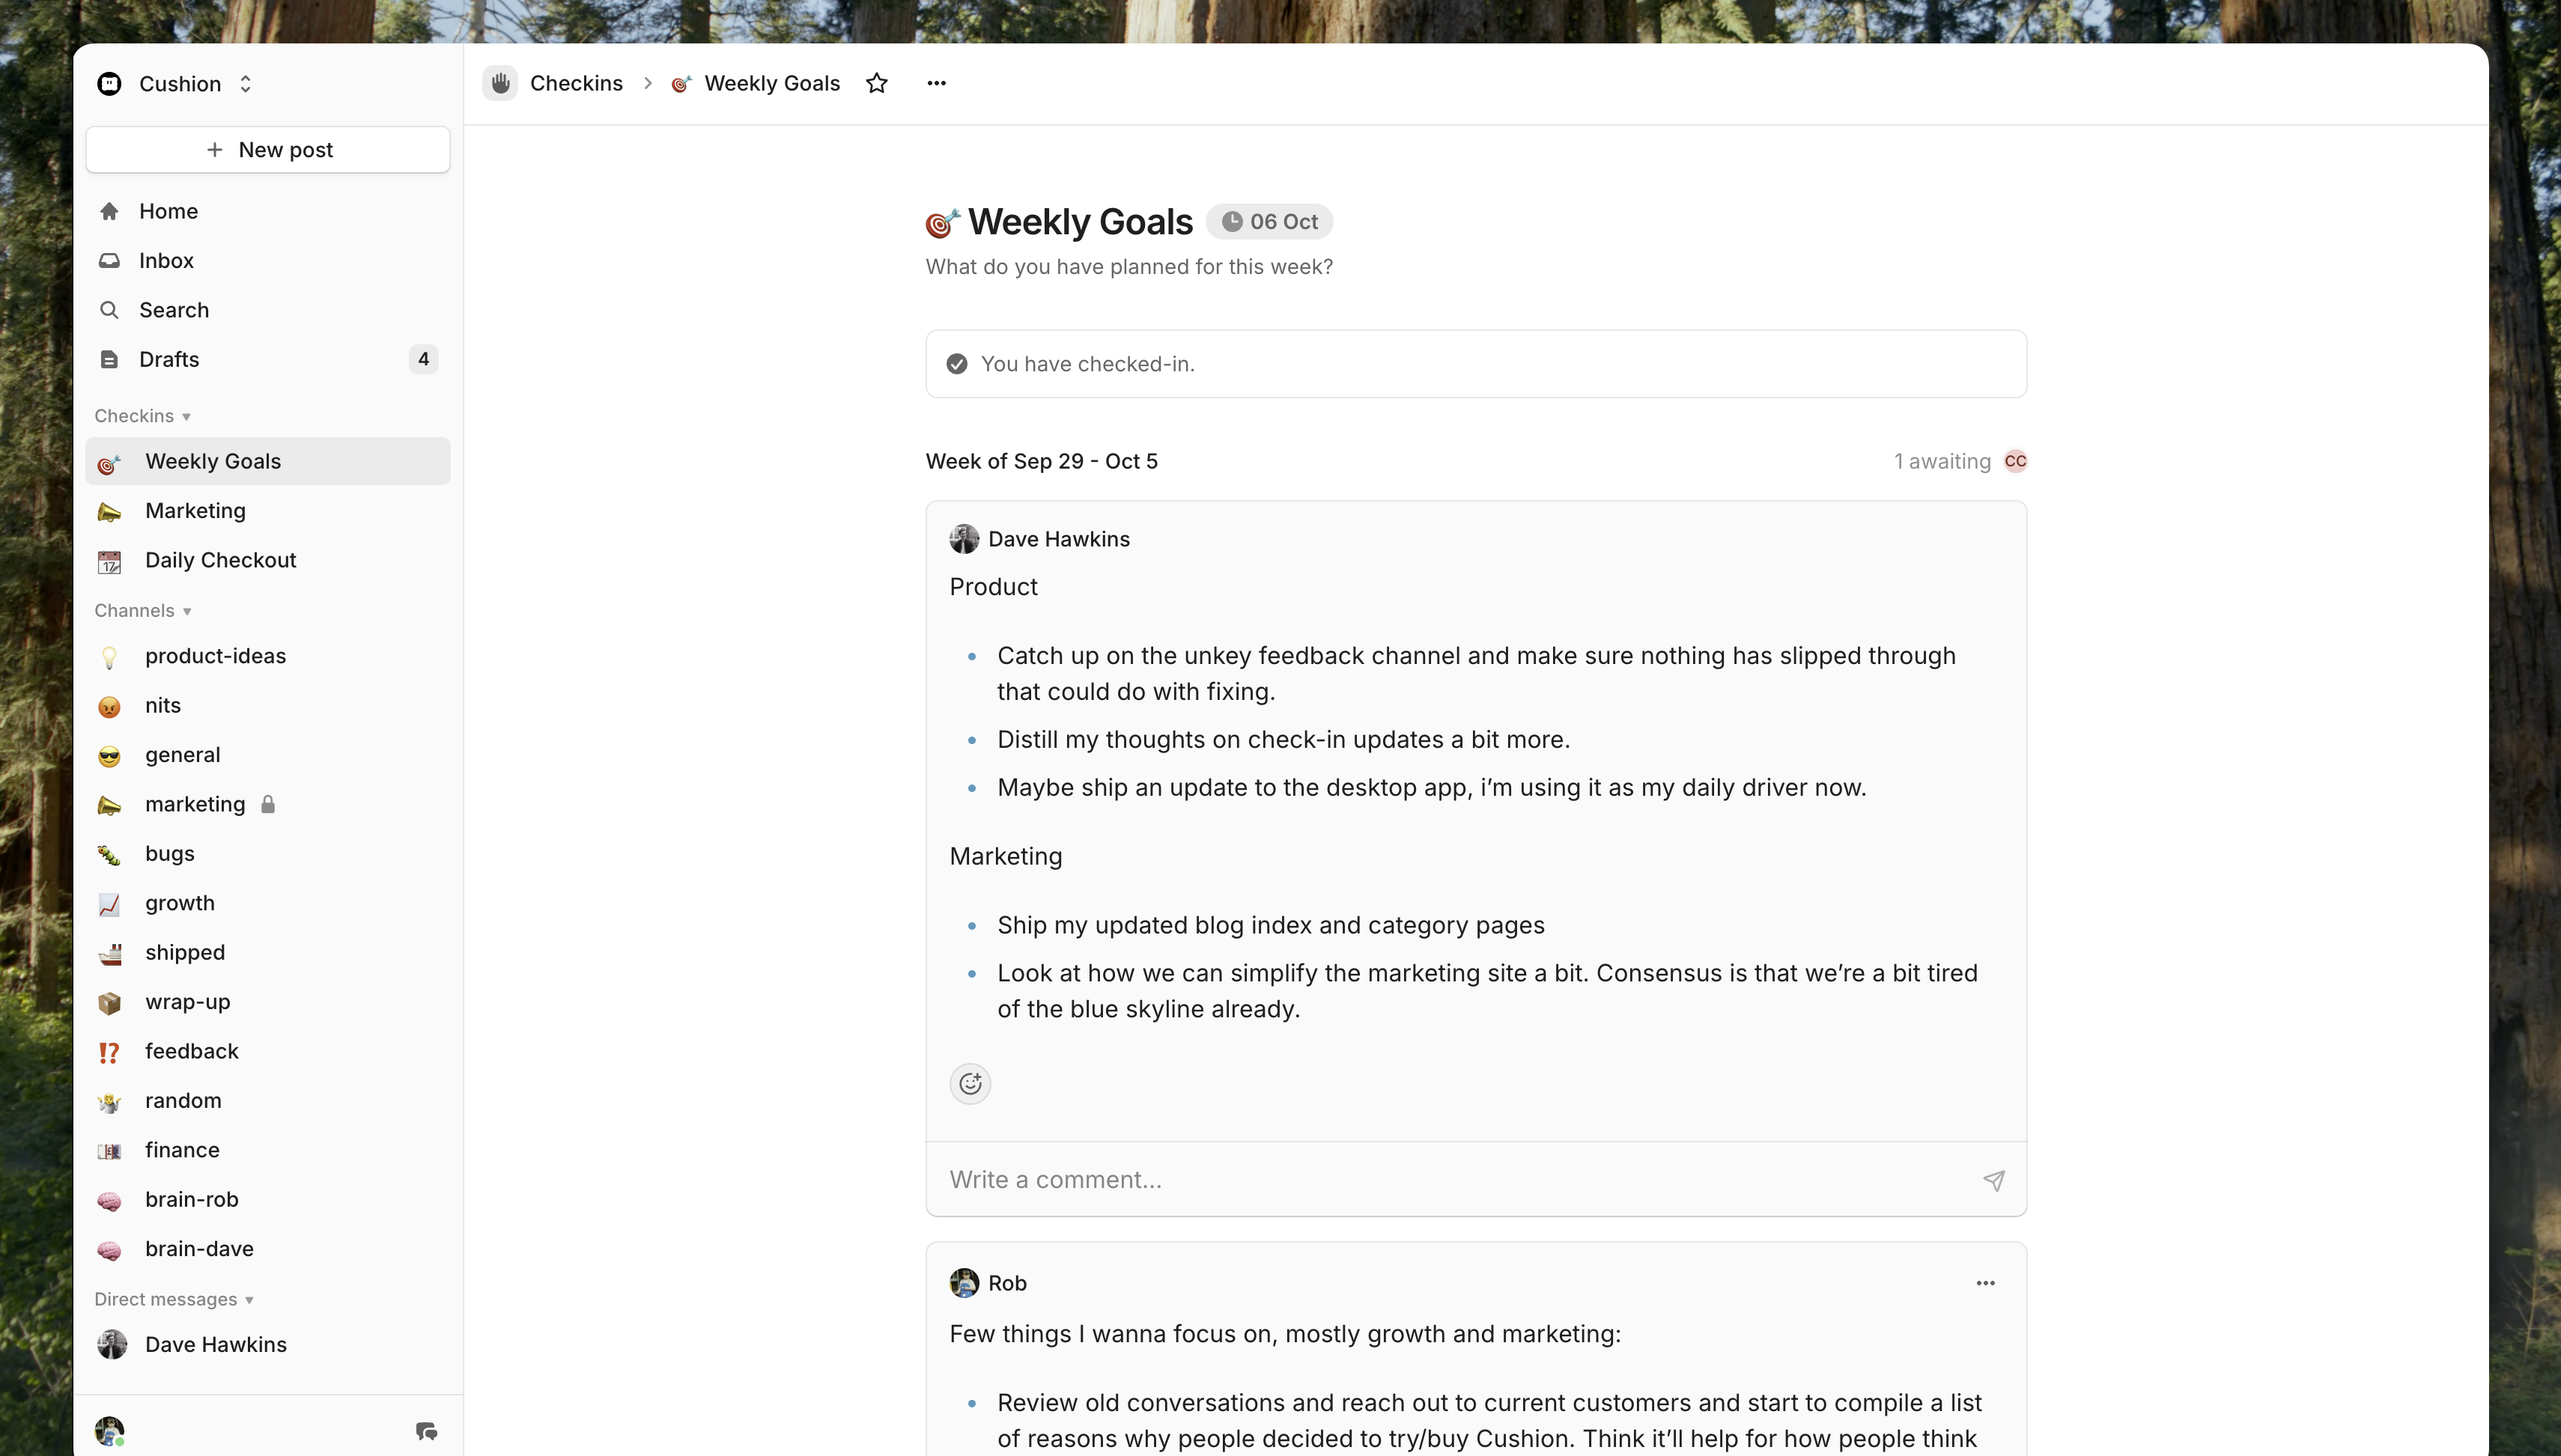 Cushion
New post
Home
Inbox
Search
Drafts 4
Checkins
Weekly Goals
Marketing
Daily Checkout
Channels
product-ideas
nits
general
marketing
bugs
growth
shipped
wrap-up
feedback
random
finance
brain-rob
brain-dave
Direct messages
Dave Hawkins
Checkins > Weekly Goals
Weekly Goals 06 Oct
What do you have planned for this week?
You have checked-in.
Week of Sep 29 - Oct 5 1 awaiting CC
Dave Hawkins
Product
• Catch up on the unkey feedback channel and make sure nothing has slipped through
that could do with fixing.
• Distill my thoughts on check-in updates a bit more.
• Maybe ship an update to the desktop app, i’m using it as my daily driver now.
Marketing
• Ship my updated blog index and category pages
• Look at how we can simplify the marketing site a bit. Consensus is that we’re a bit tired
of the blue skyline already.
Write a comment...
Rob
Few things I wanna focus on, mostly growth and marketing:
• Review old conversations and reach out to current customers and start to compile a list
of reasons why people decided to try/buy Cushion. Think it’ll help for how people think